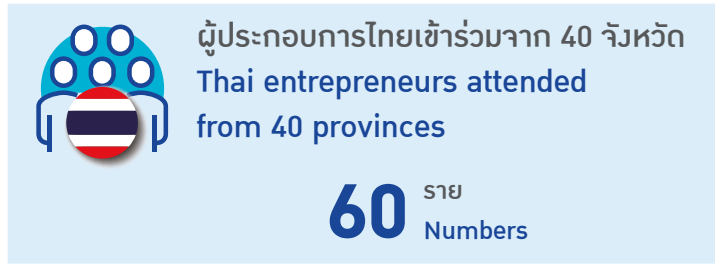 ผู้ประกอบการไทยเข้าร่วมจาก 40 จังหวัด
Thai entrepreneurs attended
from 40 provinces
60 ราย
Numbers